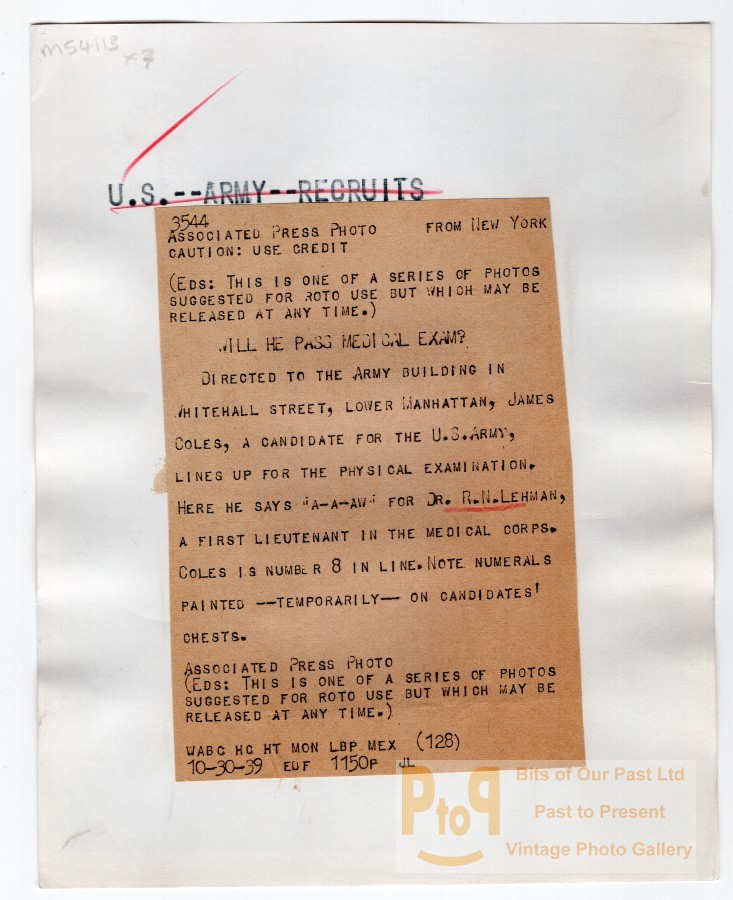 M54113
x7
U.S.--ARMY--RECRUITS
3544
ASSOCIATED PRESS PHOTO FROM NEW YORK
CAUTION: USE CREDIT
(EDS: THIS IS ONE OF A SERIES OF PHOTOS
SUGGESTED FOR ROTO USE BUT WHICH MAY BE
RELEASED AT ANY TIME.)
WILL HE PASS MEDICAL EXAM?
DIRECTED TO THE ARMY BUILDING IN
WHITEHALL STREET, LOWER MANHATTAN, JAMES
COLES, A CANDIDATE FOR THE U.S.ARMY,
LINES UP FOR THE PHYSICAL EXAMINATION.
HERE HE SAYS "A-A-AW" FOR DR. R.N.LEHMAN,
A FIRST LIEUTENANT IN THE MEDICAL CORPS.
COLES IS NUMBER 8 IN LINE. NOTE NUMERALS
PAINTED --TEMPORARILY-- ON CANDIDATES'
CHESTS.
ASSOCIATED PRESS PHOTO
(EDS: THIS IS ONE OF A SERIES OF PHOTOS
SUGGESTED FOR ROTO USE BUT WHICH MAY BE
RELEASED AT ANY TIME.)
WABC HG HT MON LBP MEX (128)
10-30-39 EDF 1150P JL
PtoP
Bits of Our Past Ltd
Past to Present
Vintage Photo Gallery